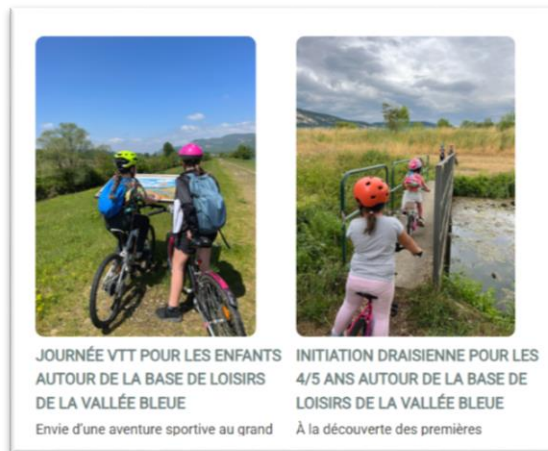 JOURNÉE VTT POUR LES ENFANTS
AUTOUR DE LA BASE DE LOISIRS
DE LA VALLÉE BLEUE
Envie d'une aventure sportive au grand
INITIATION DRAISIENNE POUR LES
4/5 ANS AUTOUR DE LA BASE DE
LOISIRS DE LA VALLÉE BLEUE
À la découverte des premières